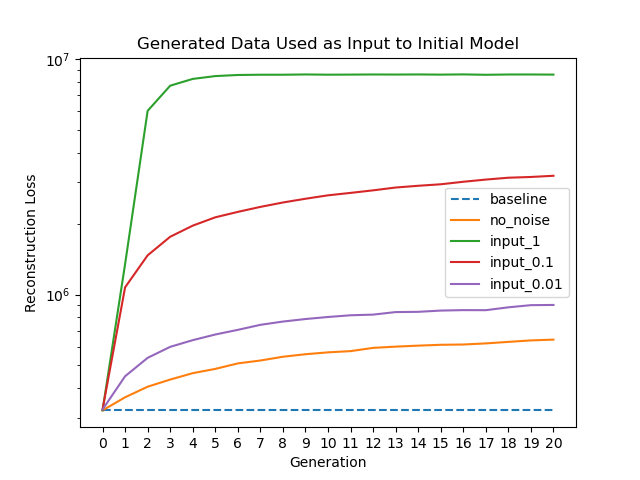 Generated Data Used as Input to Initial Model
10^7
10^6
Reconstruction Loss
baseline
no_noise
input_1
input_0.1
input_0.01
0 1 2 3 4 5 6 7 8 9 10 11 12 13 14 15 16 17 18 19 20
Generation